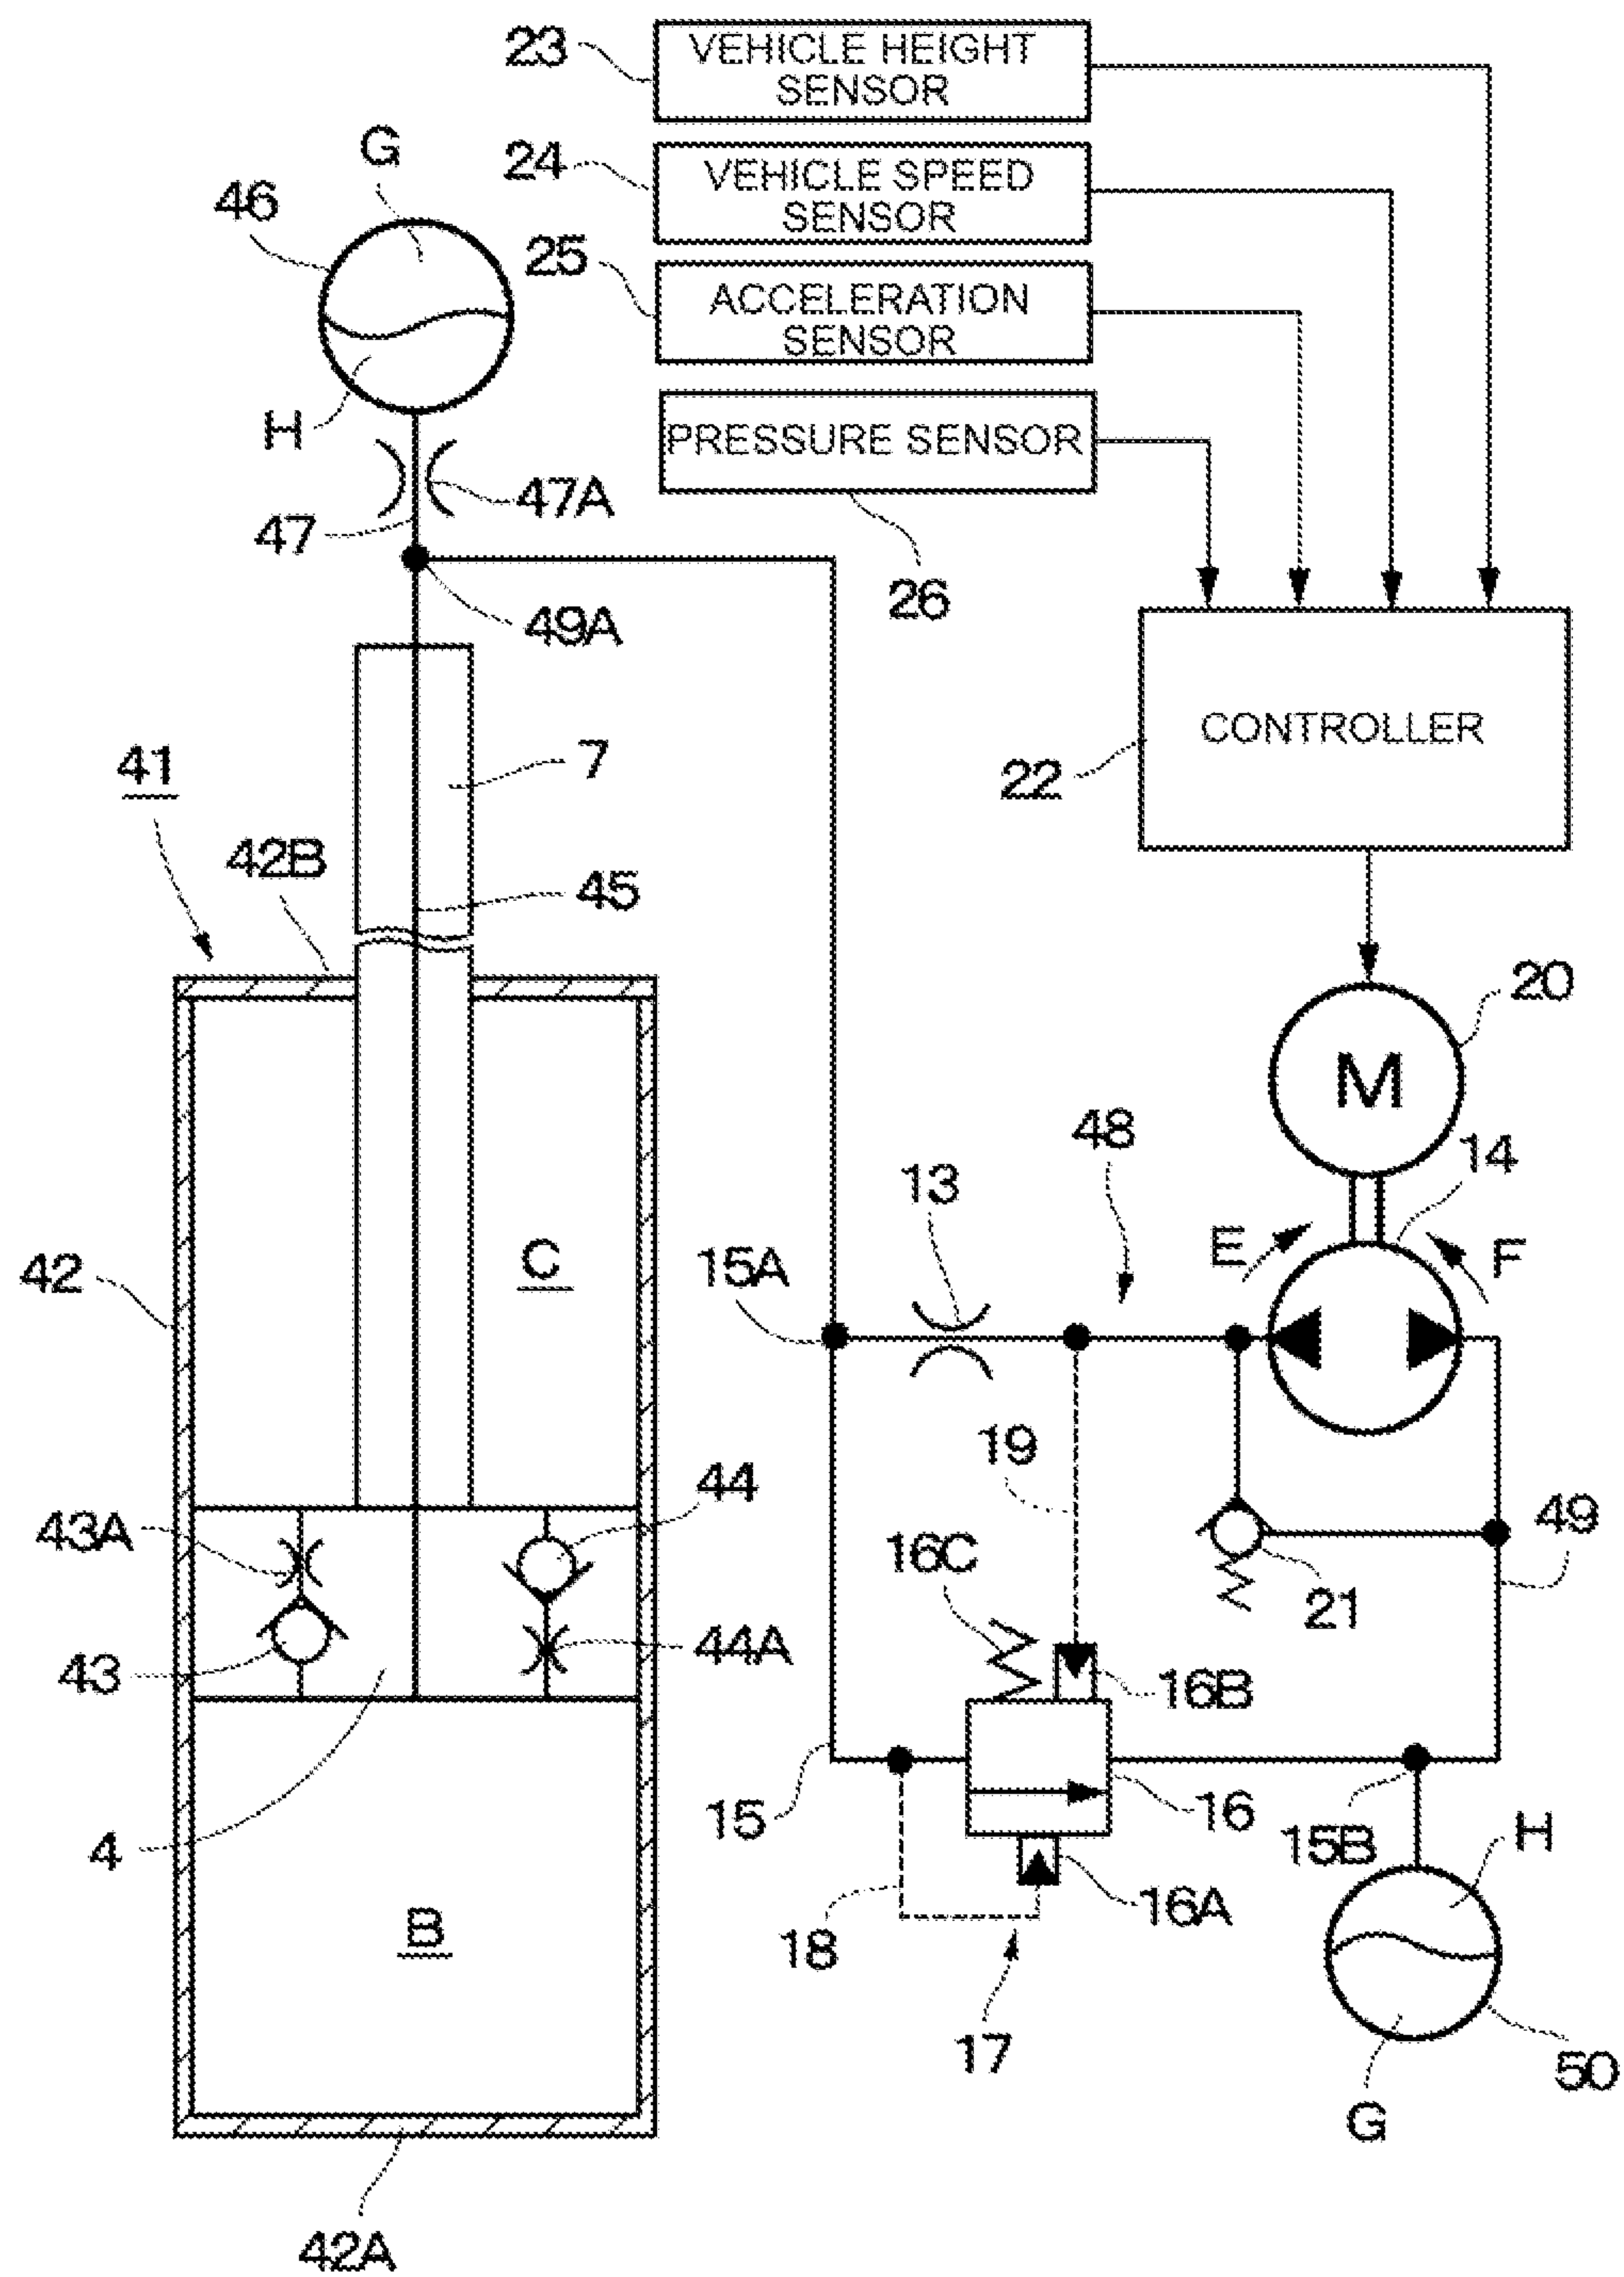 23
VEHICLE HEIGHT
SENSOR
24
VEHICLE SPEED
SENSOR
25
ACCELERATION
SENSOR
PRESSURE SENSOR
26
G
46
H
47A
47
49A
CONTROLLER
22
41
7
42B
45
20
M
48
14
13
E
F
15A
42
C
19
44
43A
16C
49
21
43
44A
16B
15
16
15B
H
4
18
16A
B
17
50
G
42A